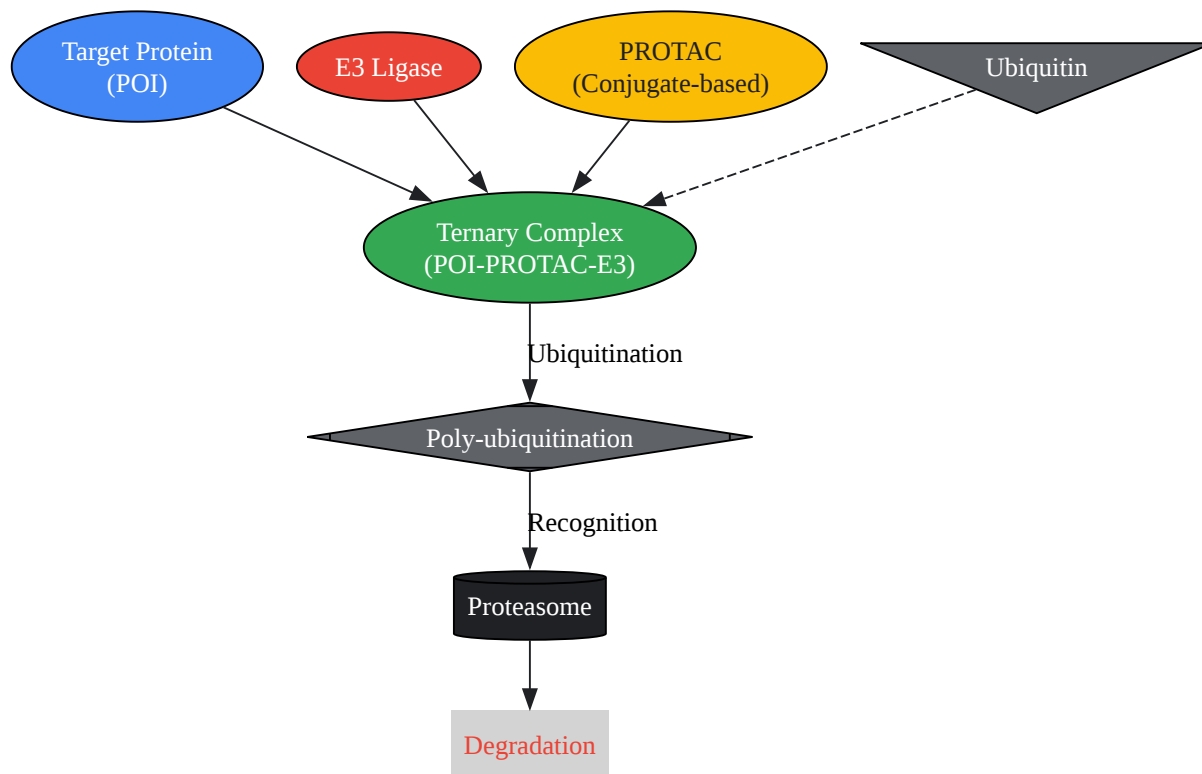 Target Protein
(POI)
E3 Ligase
PROTAC
(Conjugate-based)
Ubiquitin
Ternary Complex
(POI-PROTAC-E3)
Ubiquitination
Poly-ubiquitination
Recognition
Proteasome
Degradation